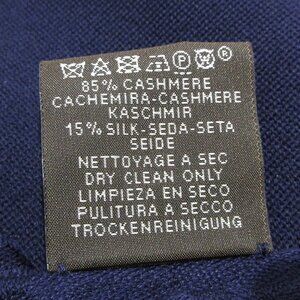 P W ®
85% CASHMERE
CACHEMIRA-CASHMERE
KASCHMIR
15% SILK-SEDA-SETA
SEIDE
NETTOYAGE A SEC
DRY CLEAN ONLY
LIMPIEZA EN SECO
PULITURA A SECCO
TROCKENREINIGUNG